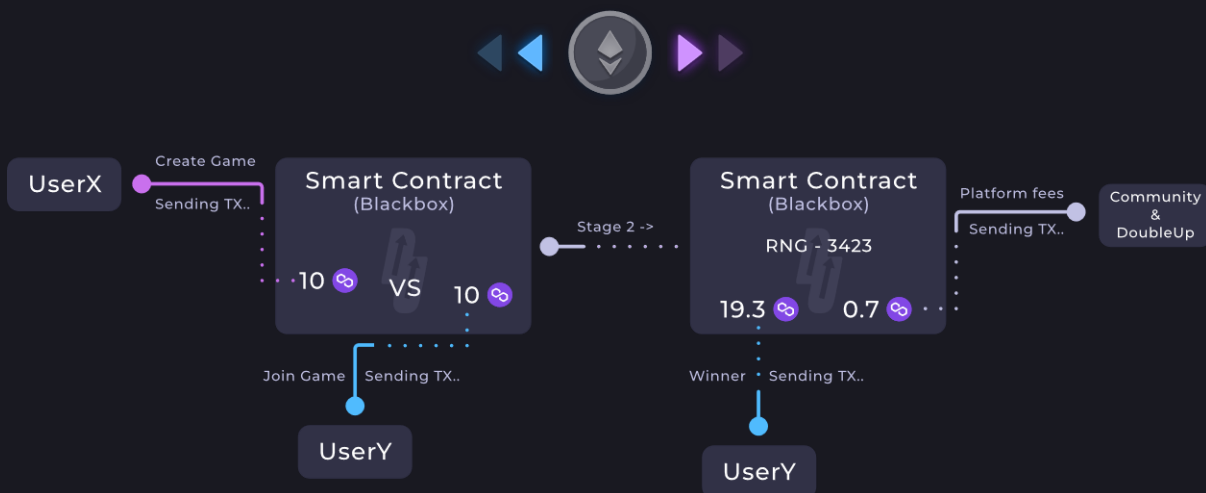 UserX
Create Game
Sending TX..
Smart Contract
(Blackbox)
10
VS
10
Join Game
Sending TX..
UserY
Stage 2 ->
Smart Contract
(Blackbox)
RNG - 3423
19.3
0.7
Winner
Sending TX..
UserY
Platform fees
Sending TX..
Community
&
DoubleUp